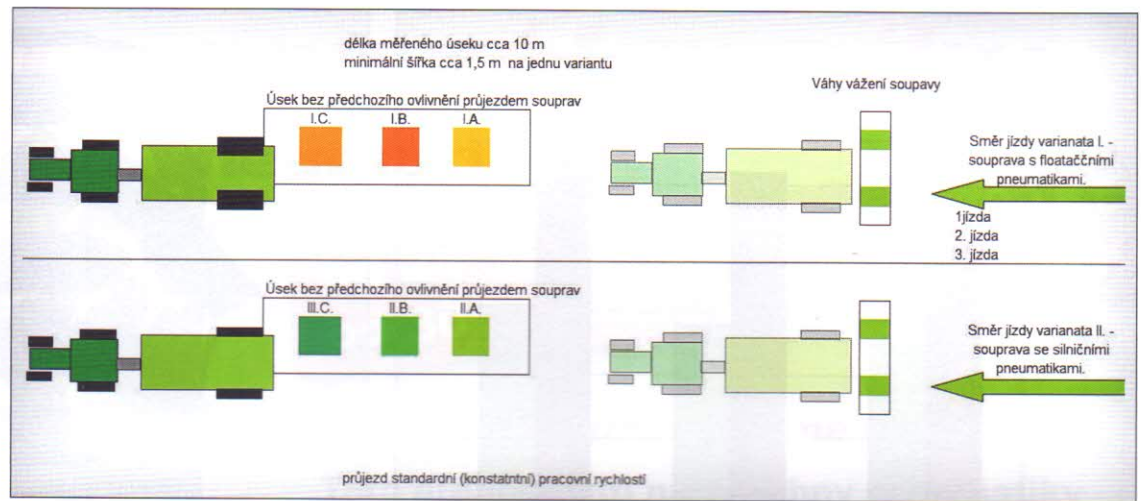 délka měřeného úseku cca 10 m
minimální šířka cca 1,5 m na jednu variantu
Váhy vážení soupavy
Úsek bez předchozího ovlivnění průjezdem souprav
I.C.
I.B.
I.A.
Směr jízdy varianata I. -
souprava s floataččními
pneumatikami.
1jízda
2. jízda
3. jízda
Úsek bez předchozího ovlivnění průjezdem souprav
III.C.
II.B.
II.A.
Směr jízdy varianata II. -
souprava se silničními
pneumatikami.
průjezd standardní (konstatntní) pracovní rychlostí